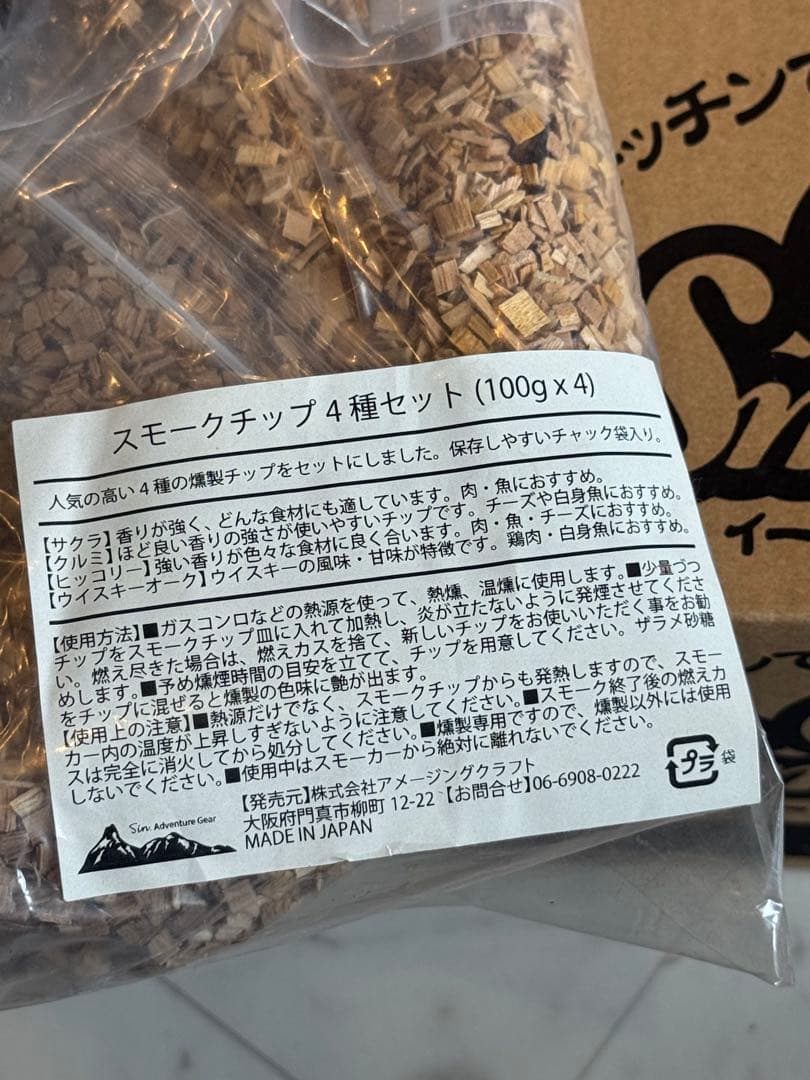 スモークチップ4種セット(100g x 4)
人気の高い4種の燻製チップをセットにしました。保存しやすいチャック袋入り。
【サクラ】香りが強く、どんな食材にも適しています。肉・魚におすすめ。
【クルミ】ほど良い香りの強さが使いやすいチップです。チーズや白身魚におすすめ。
【ヒッコリー】強い香りが色々な食材に良く合います。肉・魚・チーズにおすすめ。
【ウイスキーオーク】ウイスキーの風味・甘味が特徴です。鶏肉・白身魚におすすめ。
【使用方法】■ガスコンロなどの熱源を使って、熱燻、温燻に使用します。■少量づつ
チップをスモークチップ皿に入れて加熱し、炎が立たないように発煙させてくださ
い。燃え尽きた場合は、燃えカスを捨て、新しいチップをお使いいただく事をお勧
めします。■予め燻煙時間の目安を立てて、チップを用意してください。ザラメ砂糖
をチップに混ぜると燻製の色味に艶が出ます。
【使用上の注意】■熱源だけでなく、スモークチップからも発熱しますので、スモー
カー内の温度が上昇しすぎないように注意してください。■スモーク終了後の燃えカ
スは完全に消火してから処分してください。■燻製専用ですので、燻製以外には使用
しないでください。■使用中はスモーカーから絶対に離れないでください。
【発売元】株式会社アメージングクラフト
大阪府門真市柳町 12-22【お問合せ】06-6908-0222
MADE IN JAPAN
Sin. Adventure Gear
プラ
袋
ッチン
イー